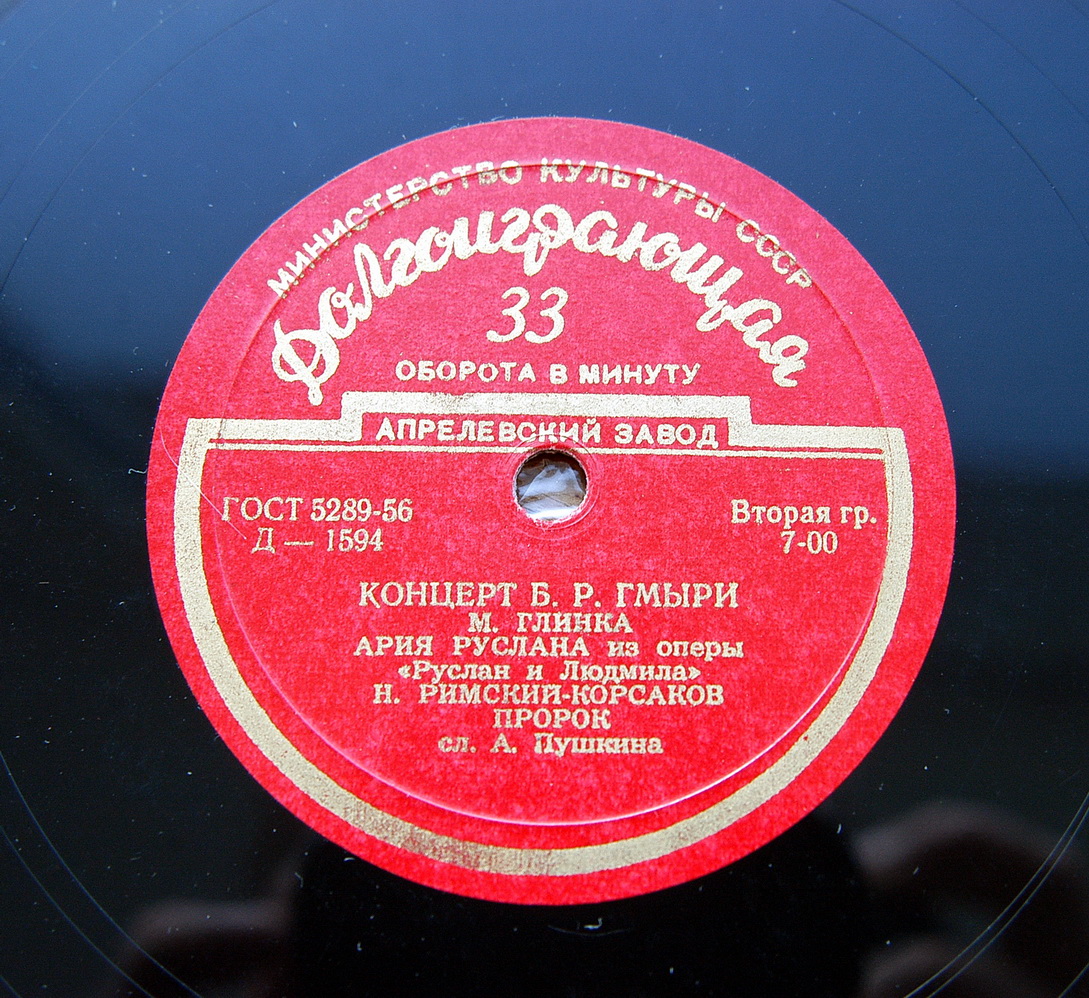 МИНИСТЕРСТВО КУЛЬТУРЫ СССР
Долгоиграющая
33
ОБОРОТА В МИНУТУ
АПРЕЛЕВСКИЙ ЗАВОД
ГОСТ 5289-56
Д — 1594
Вторая гр.
7-00
КОНЦЕРТ Б. Р. ГМЫРИ
М. ГЛИНКА
АРИЯ РУСЛАНА из оперы
«Руслан и Людмила»
Н. РИМСКИЙ-КОРСАКОВ
ПРОРОК
сл. А. Пушкина